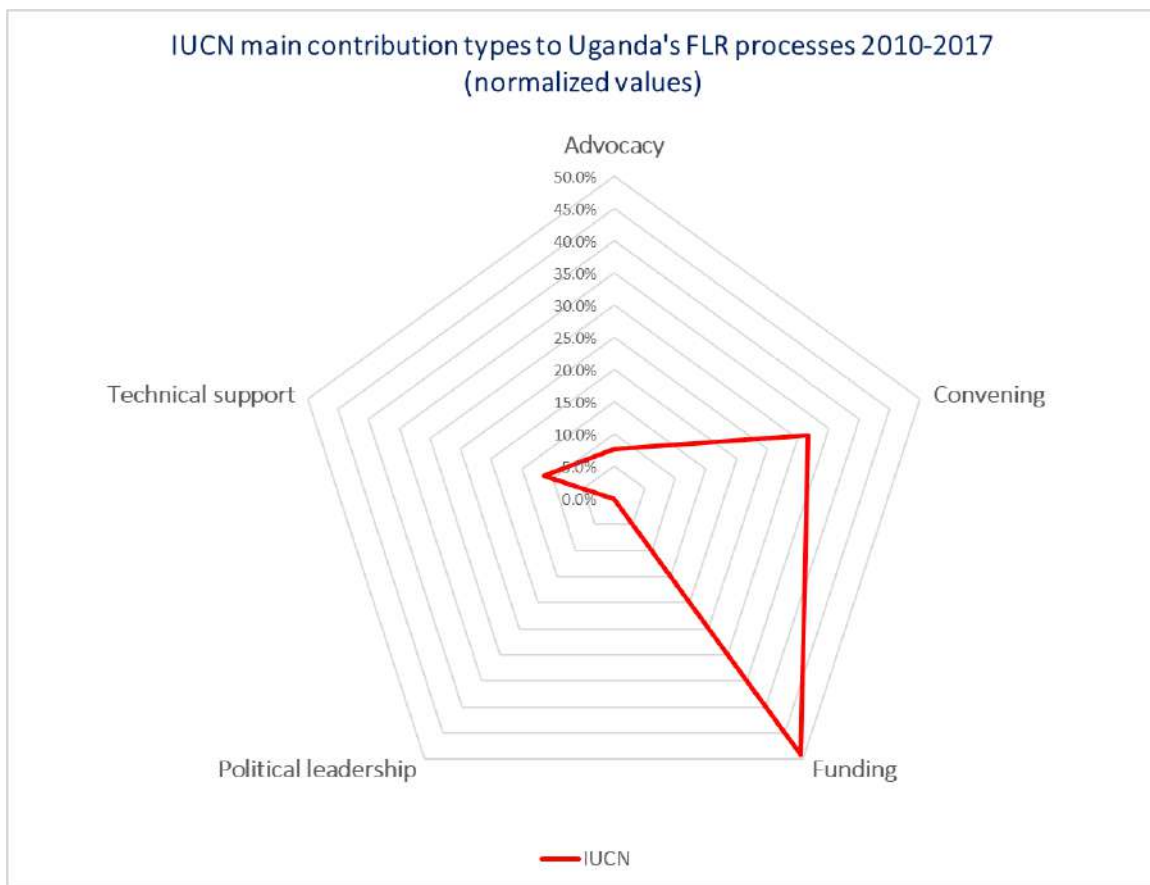 IUCN main contribution types to Uganda's FLR processes 2010-2017
(normalized values)
Advocacy
50.0%
45.0%
40.0%
35.0%
30.0%
25.0%
20.0%
15.0%
10.0%
5.0%
0.0%
Technical support
Convening
Political leadership
Funding
IUCN